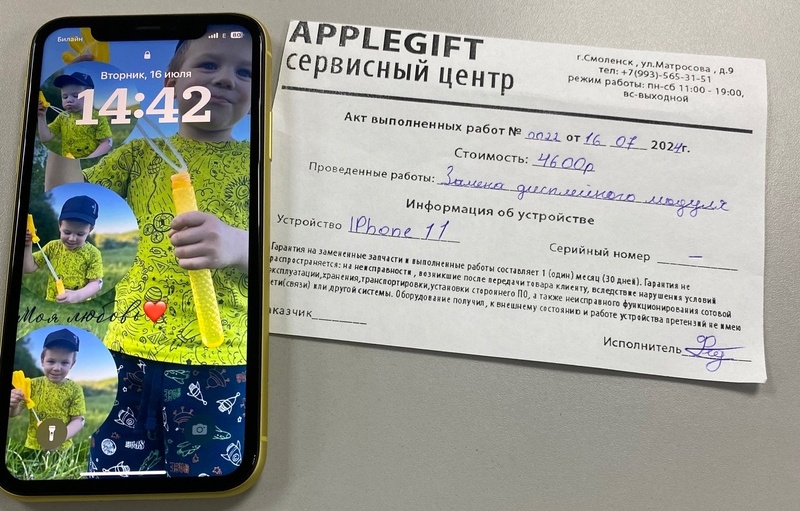 Билайн
E 80
Вторник, 16 июля
14:42
Моя любовь❤️
APPLEGIFT
сервисный центр
г.Смоленск , ул.Матросова , д.9
тел: +7(993)-565-31-51
режим работы: пн-сб 11:00 - 19:00,
вс-выходной
Акт выполненных работ № 0022 от 16 07 2024г.
Стоимость: 4600р
Проведенные работы: Замена дисплейного модуля
Информация об устройстве
Устройство IPhone 11
Серийный номер –
Гарантия на замененные запчасти и выполненные работы составляет 1 (один) месяц (30 дней). Гарантия не
распространяется: на неисправности , возникшие после передачи товара клиенту, вследствие нарушения условий
эксплуатации,хранения,транспортировки,установки стороннего ПО, а также неисправного функционирования сотовой
сети(связи) или другой системы. Оборудование получил, к внешнему состоянию и работе устройства претензий не имею
аказчик
Исполнитель